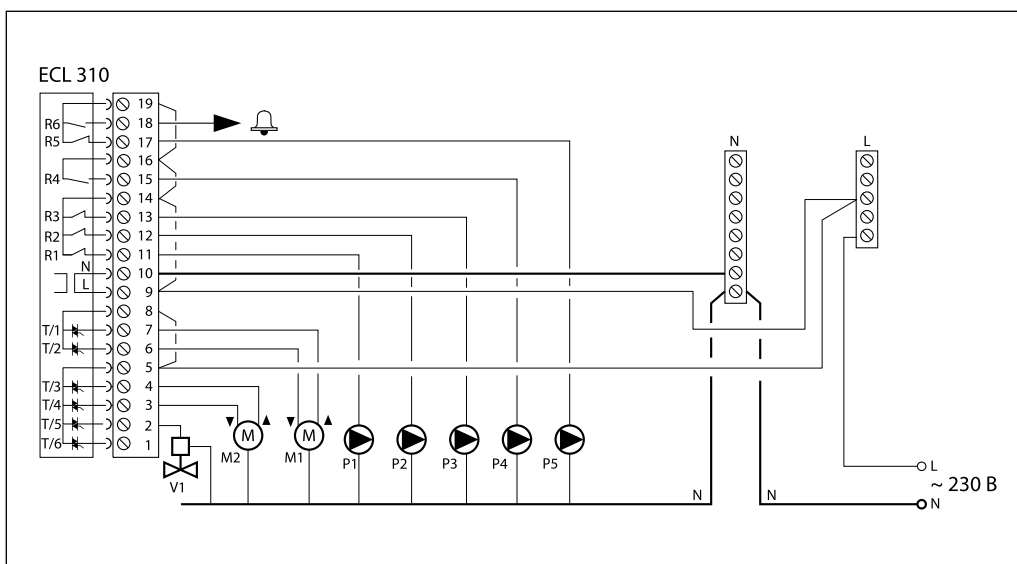 ECL 310
19
R6 18
R5 17
16
R4 15
14
R3 13
R2 12
R1 11
N 10
L 9
8
T/1 7
T/2 6
5
T/3 4
T/4 3
T/5 2
T/6 1
N
L
M
M2
M
M1
P1
P2
P3
P4
P5
V1
N
N
L
~ 230 В
N